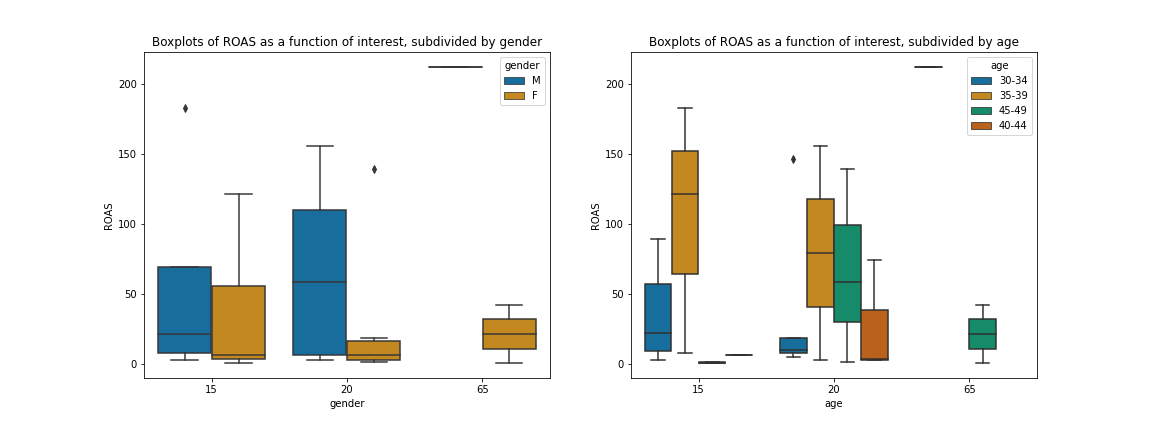 Boxplots of ROAS as a function of interest, subdivided by gender
gender
M
F
200
150
100
50
0
ROAS
15
20
65
gender
Boxplots of ROAS as a function of interest, subdivided by age
age
30-34
35-39
45-49
40-44
200
150
100
50
0
ROAS
15
20
65
age